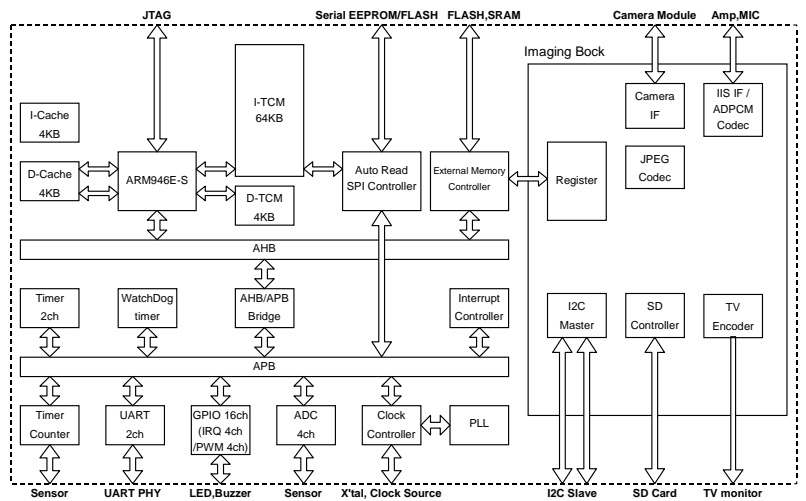 JTAG
Serial EEPROM/FLASH
FLASH,SRAM
Camera Module
Amp,MIC
Imaging Bock
I-Cache
4KB
D-Cache
4KB
ARM946E-S
I-TCM
64KB
D-TCM
4KB
Auto Read
SPI Controller
External Memory
Controller
Register
Camera
IF
IIS IF /
ADPCM
Codec
JPEG
Codec
AHB
Timer
2ch
WatchDog
timer
AHB/APB
Bridge
Interrupt
Controller
I2C
Master
SD
Controller
TV
Encoder
APB
Timer
Counter
UART
2ch
GPIO 16ch
(IRQ 4ch
/PWM 4ch)
ADC
4ch
Clock
Controller
PLL
Sensor
UART PHY
LED,Buzzer
Sensor
X'tal, Clock Source
I2C Slave
SD Card
TV monitor